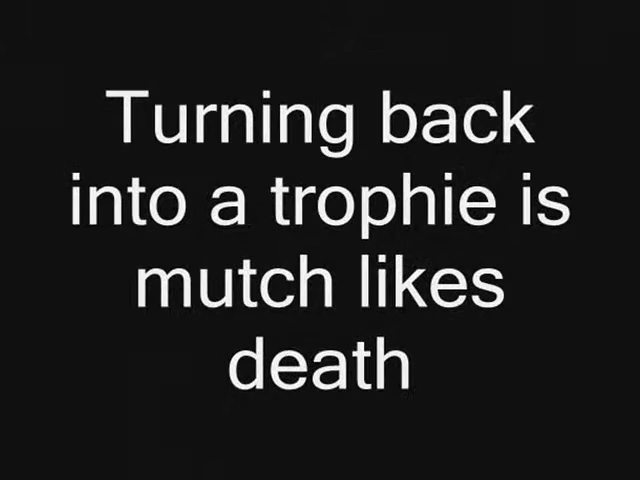 Turning back
into a trophie is
mutch likes
death